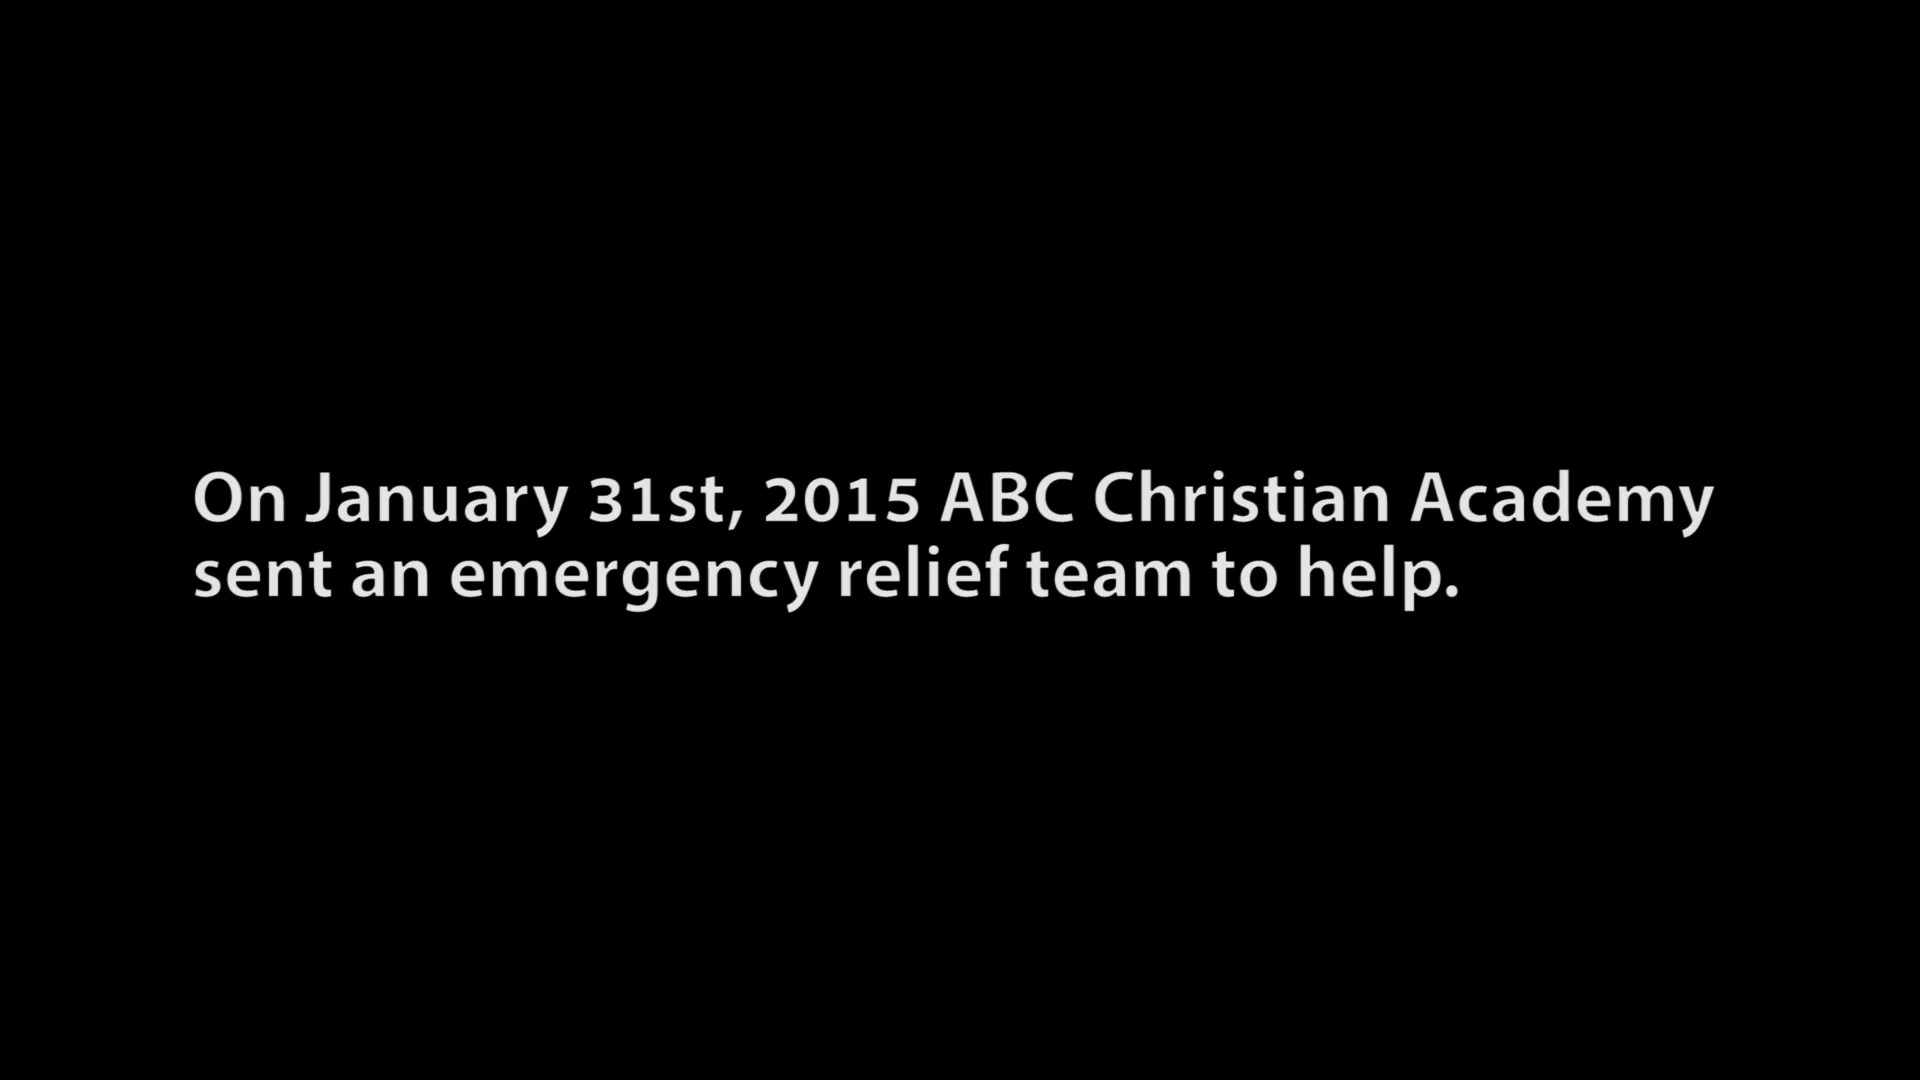 On January 31st, 2015 ABC Christian Academy
sent an emergency relief team to help.